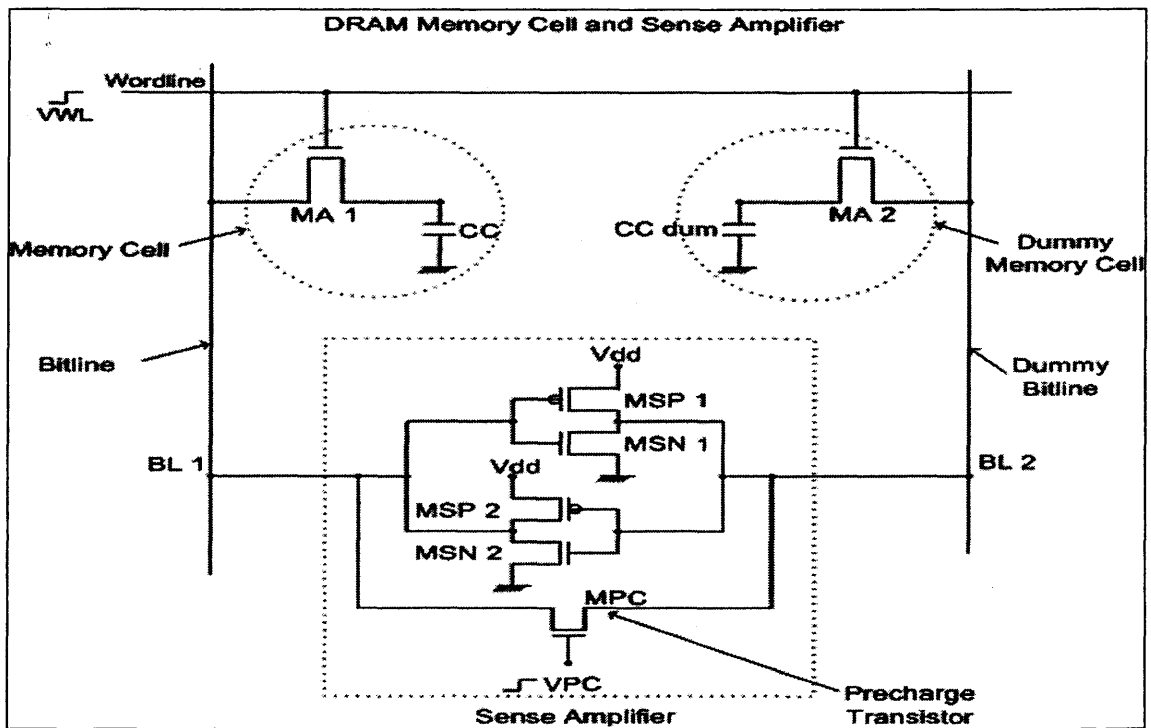 DRAM Memory Cell and Sense Amplifier
Wordline
VWL
MA 1
CC
CC dum
MA 2
Memory Cell
Dummy
Memory Cell
Bitline
Dummy
Bitline
Vdd
MSP 1
MSN 1
BL 1
Vdd
BL 2
MSP 2
MSN 2
MPC
VPC
Precharge
Transistor
Sense Amplifier